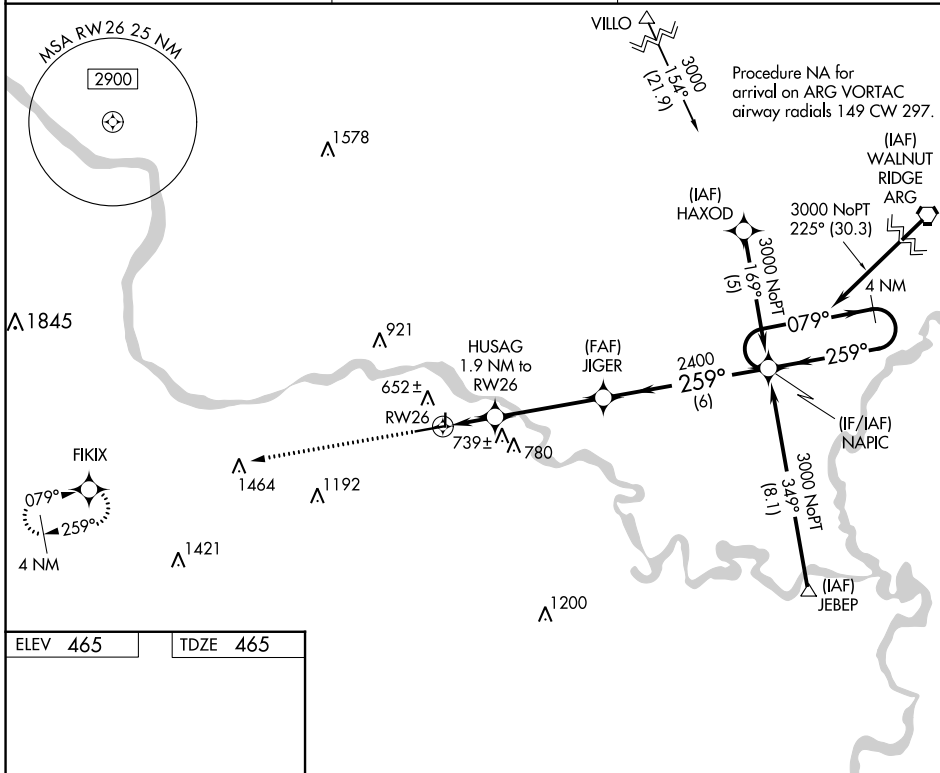 MSA RW 26 25 NM
2900
VILLO
3000
154°
(21.9)
Procedure NA for
arrival on ARG VORTAC
airway radials 149 CW 297.
1578
(IAF)
WALNUT
RIDGE
ARG
(IAF)
HAXOD
3000 NoPT
225° (30.3)
3000 NoPT
169°
(5)
4 NM
079°
259°
1845
921
HUSAG
1.9 NM to
RW26
(FAF)
JIGER
2400
259°
(6)
652±
RW26
739±
780
(IF/IAF)
NAPIC
FIKIX
079°
259°
4 NM
1464
1192
3000 NoPT
349°
(8.1)
1421
1200
(IAF)
JEBEP
ELEV 465
TDZE 465